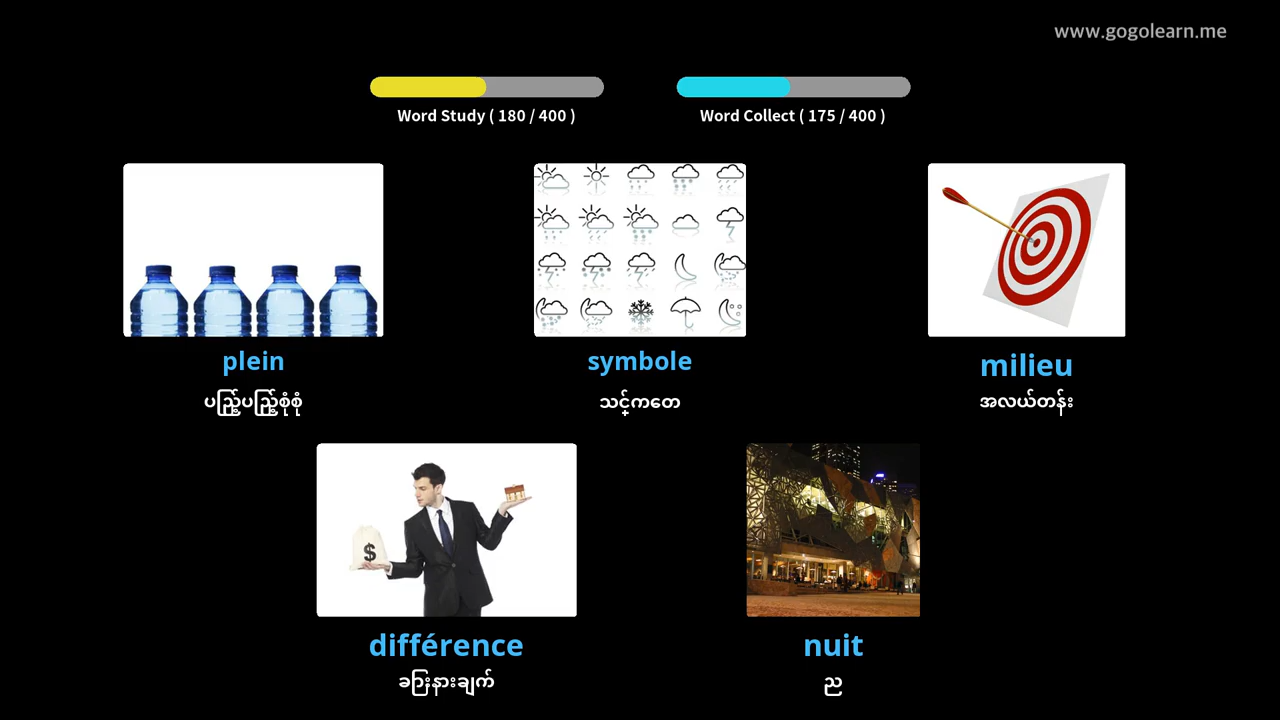 www.gogolearn.me
Word Study ( 180 / 400 )
Word Collect ( 175 / 400 )
plein
ပည့်ပြည့်စုံစုံ
symbole
သင်္ကတေ
milieu
အလယ်တန်း
$
différence
ခြားနားချက်
nuit
ည